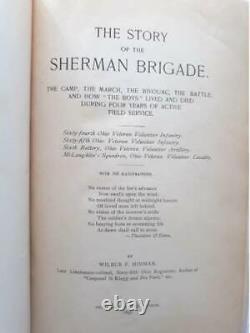 THE STORY
OF THE
SHERMAN BRIGADE.
THE CAMP, THE MARCH, THE BIVOUAC, THE BATTLE;
AND HOW "THE BOYS" LIVED AND DIED
DURING FOUR YEARS OF ACTIVE
FIELD SERVICE.
Sixty-fourth Ohio Veteran Volunteer Infantry.
Sixty-fifth Ohio Veteran Volunteer Infantry.
Sixth Battery, Ohio Veteran Volunteer Artillery.
McLaughlin's Squadron, Ohio Veteran Volunteer Cavalry.
WITH ILLUSTRATIONS.
No rumor of the foe's advance
Now swells upon the wind,
No troubled thought at midnight haunts
Of loved ones left behind;
No vision of the morrow's strife
The soldier's dream alarms;
No braying horn or screaming fife
At dawn shall call to arms.
—Theodore O'Hara.
BY
WILBUR F. HINMAN,
Late Lieutenant-colonel, Sixty-fifth Ohio Regiment; Author of
"Corporal Si Klegg and His Pard," etc.